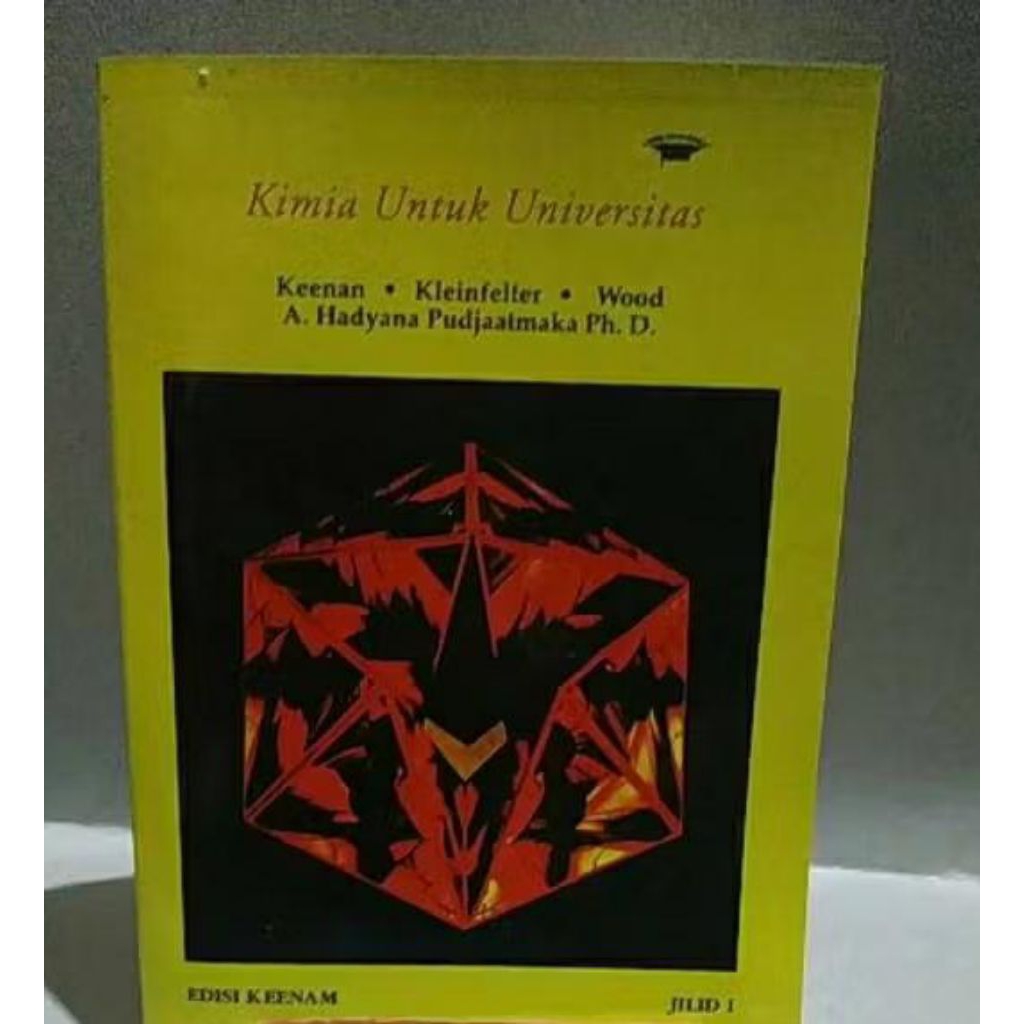 Kimia Untuk Universitas
Keenan • Kleinfelter • Wood
A. Hadyana Pudjaatmaka Ph. D.
EDISI KEENAM
JILID 1